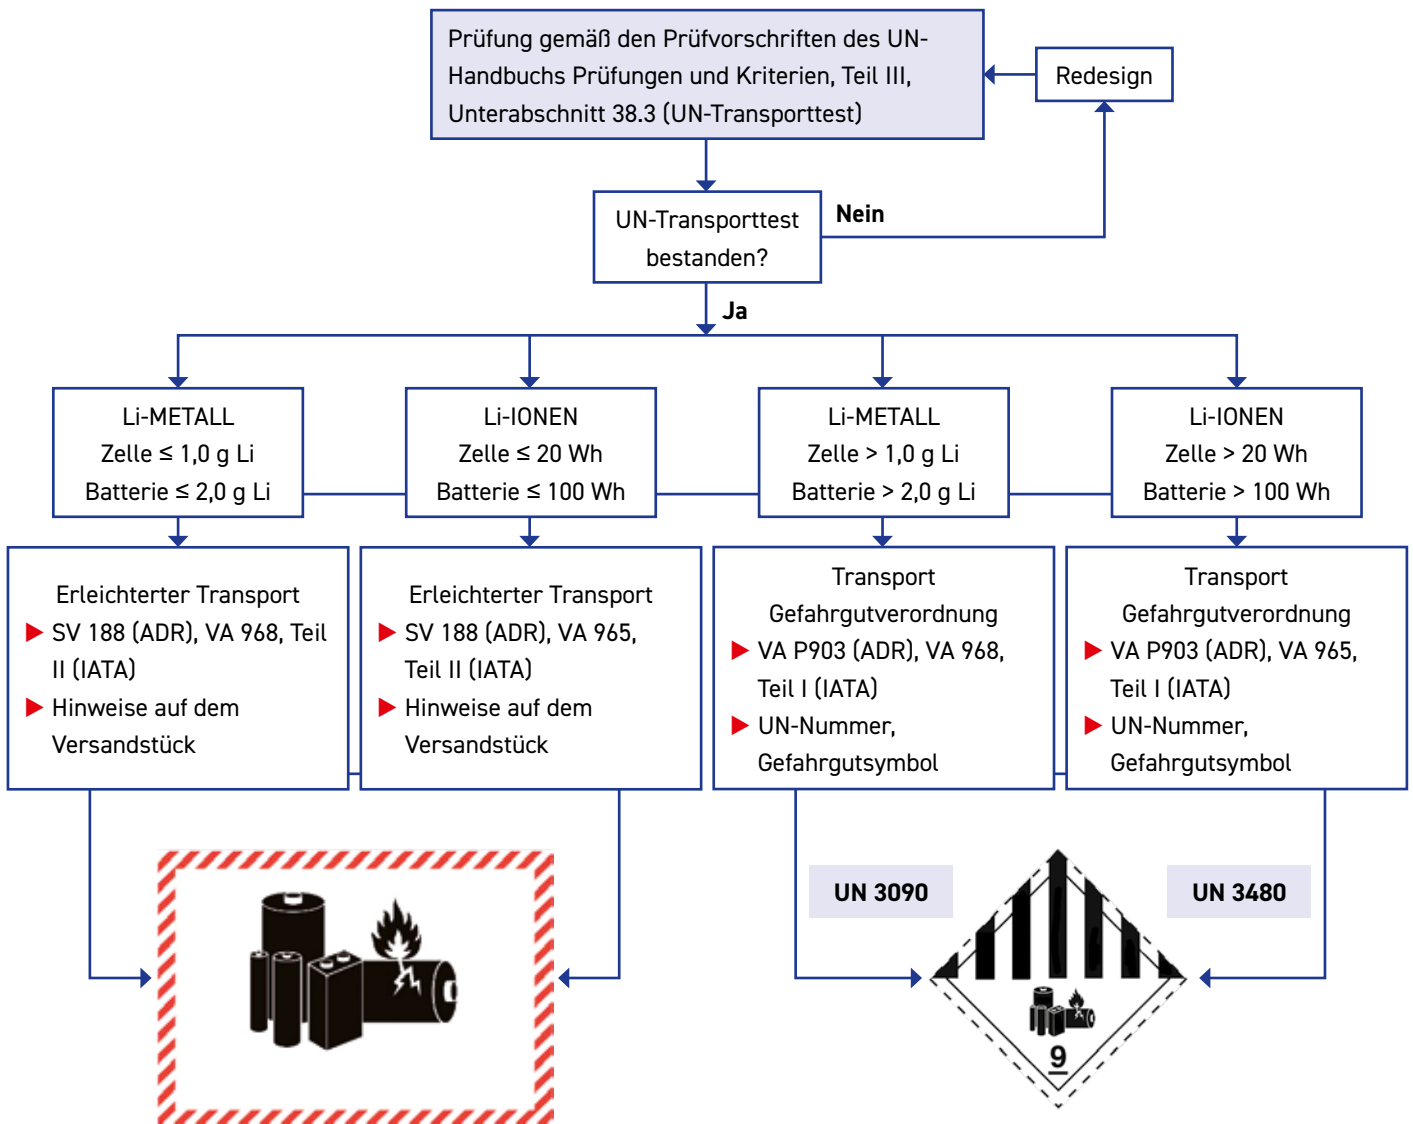 Prüfung gemäß den Prüfvorschriften des UN-
Handbuchs Prüfungen und Kriterien, Teil III,
Unterabschnitt 38.3 (UN-Transporttest)
Redesign
UN-Transporttest
bestanden?
Nein
Ja
Li-METALL
Zelle ≤ 1,0 g Li
Batterie ≤ 2,0 g Li
Li-IONEN
Zelle ≤ 20 Wh
Batterie ≤ 100 Wh
Li-METALL
Zelle > 1,0 g Li
Batterie > 2,0 g Li
Li-IONEN
Zelle > 20 Wh
Batterie > 100 Wh
Erleichterter Transport
SV 188 (ADR), VA 968, Teil
II (IATA)
Hinweise auf dem
Versandstück
Erleichterter Transport
SV 188 (ADR), VA 965,
Teil II (IATA)
Hinweise auf dem
Versandstück
Transport
Gefahrgutverordnung
VA P903 (ADR), VA 968,
Teil I (IATA)
UN-Nummer,
Gefahrgutsymbol
Transport
Gefahrgutverordnung
VA P903 (ADR), VA 965,
Teil I (IATA)
UN-Nummer,
Gefahrgutsymbol
UN 3090
UN 3480
9